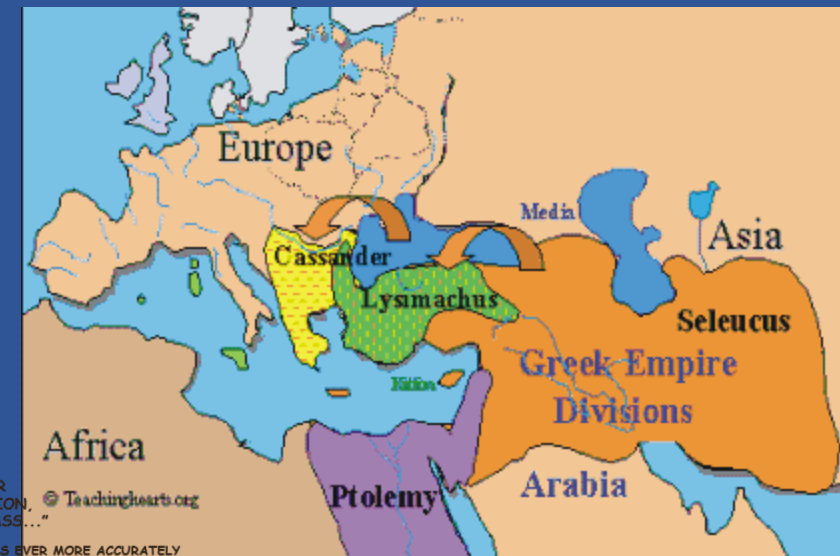 Europe
Media
Asia
Cassander
Lysimachus
Seleucus
Greek Empire
Divisions
Kition
Africa
Arabia
Ptolemy
R
© Teachinghearts.org
ION,
ASS..."
S EVER MORE ACCURATELY